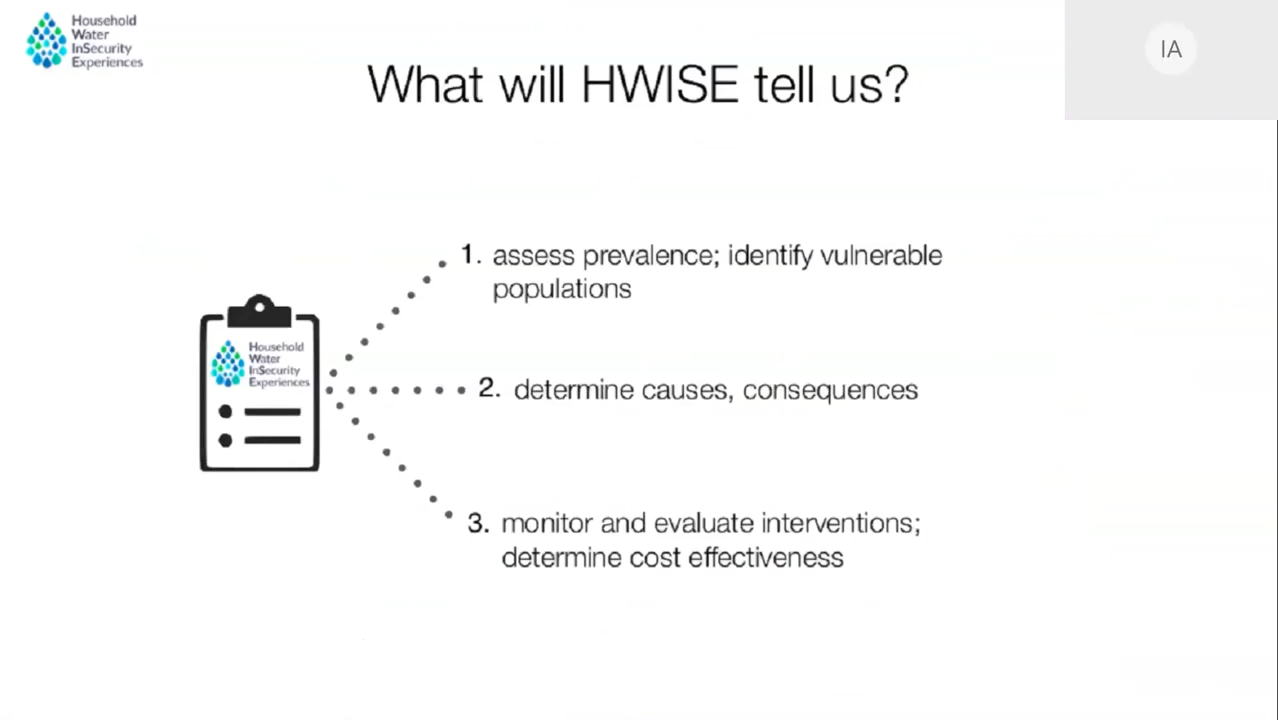 Household
Water
InSecurity
Experiences
IA
What will HWISE tell us?
1. assess prevalence; identify vulnerable
populations
Household
Water
InSecurity
Experiences
2. determine causes, consequences
3. monitor and evaluate interventions;
determine cost effectiveness